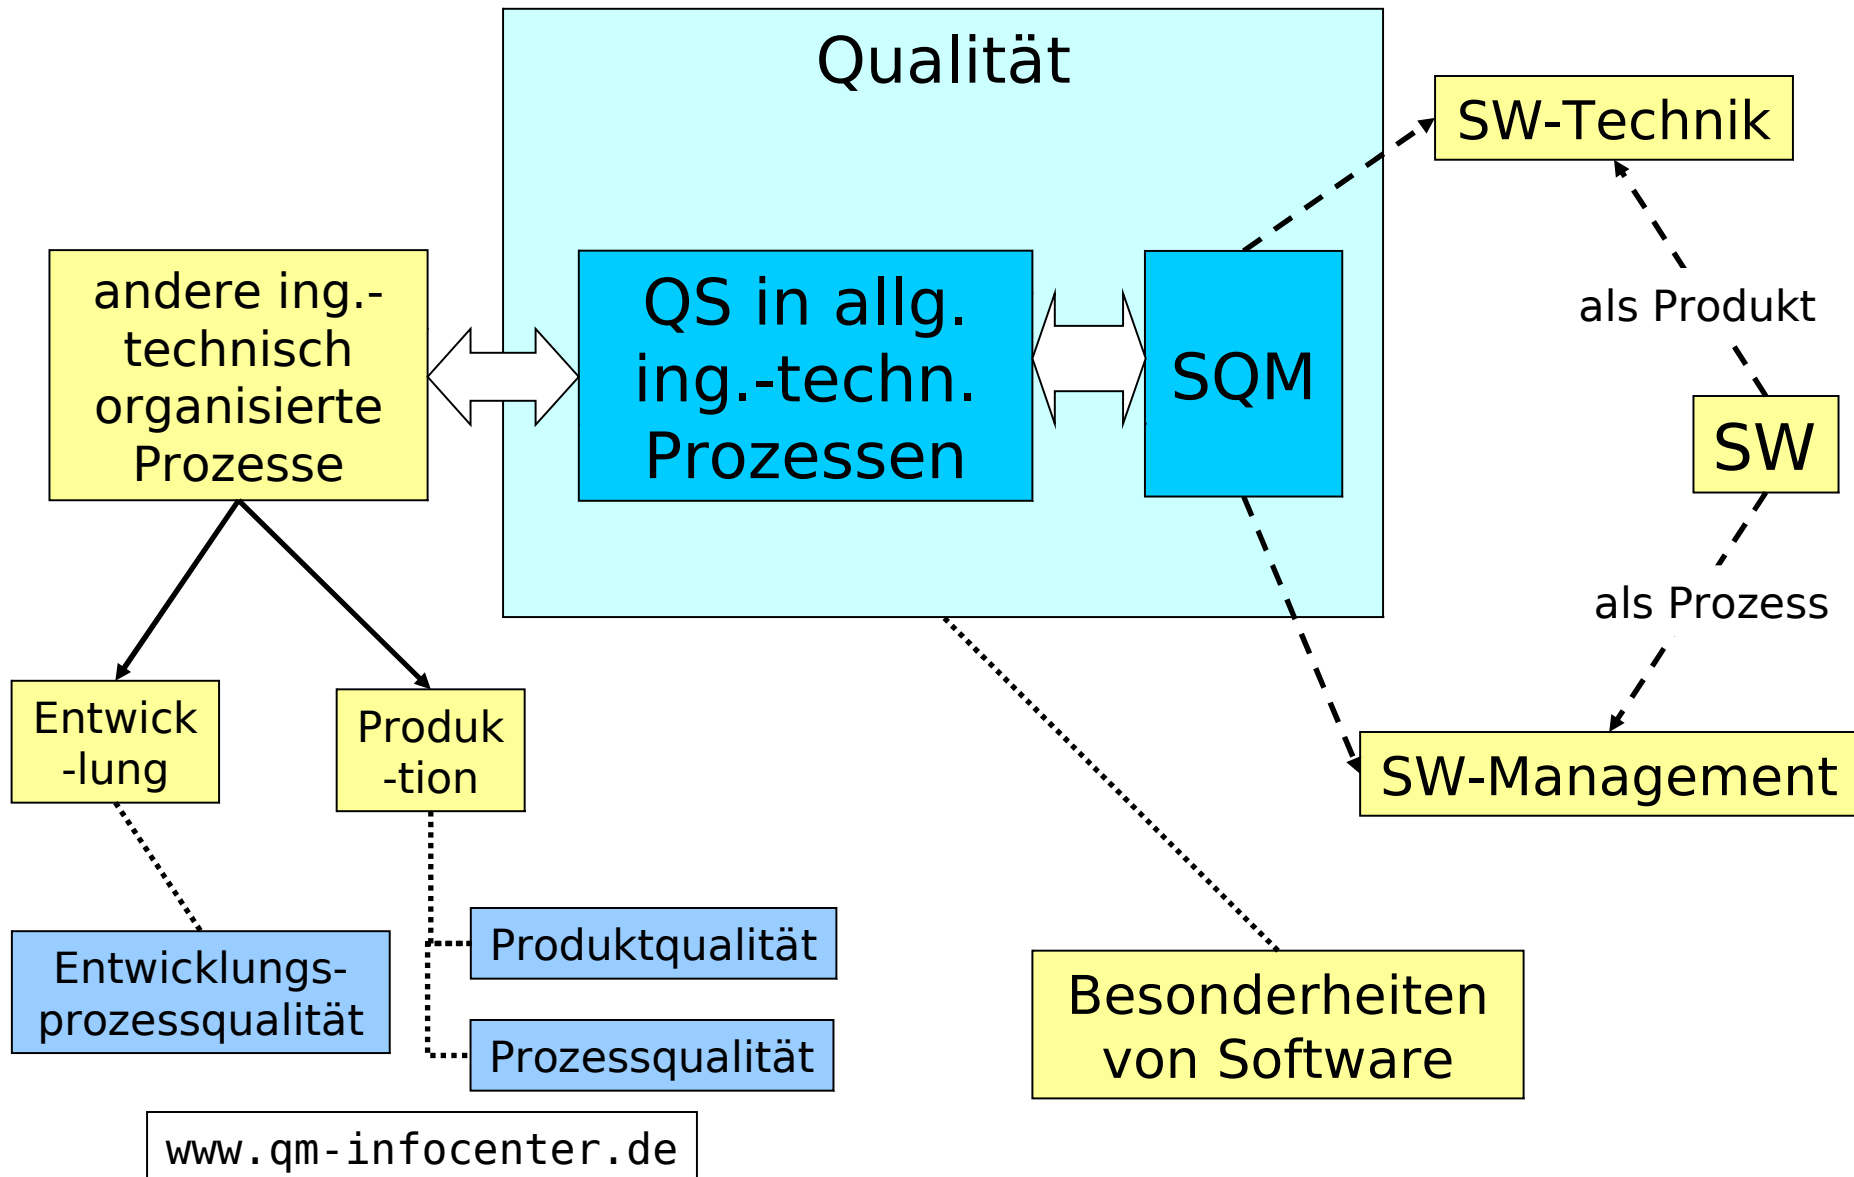 Qualität
SW-Technik
andere ing.-
technisch
organisierte
Prozesse
QS in allg.
ing.-techn.
Prozessen
SQM
als Produkt
SW
als Prozess
Entwick
-lung
Produk
-tion
SW-Management
Entwicklungs-
prozessqualität
Produktqualität
Prozessqualität
Besonderheiten
von Software
www.qm-infocenter.de